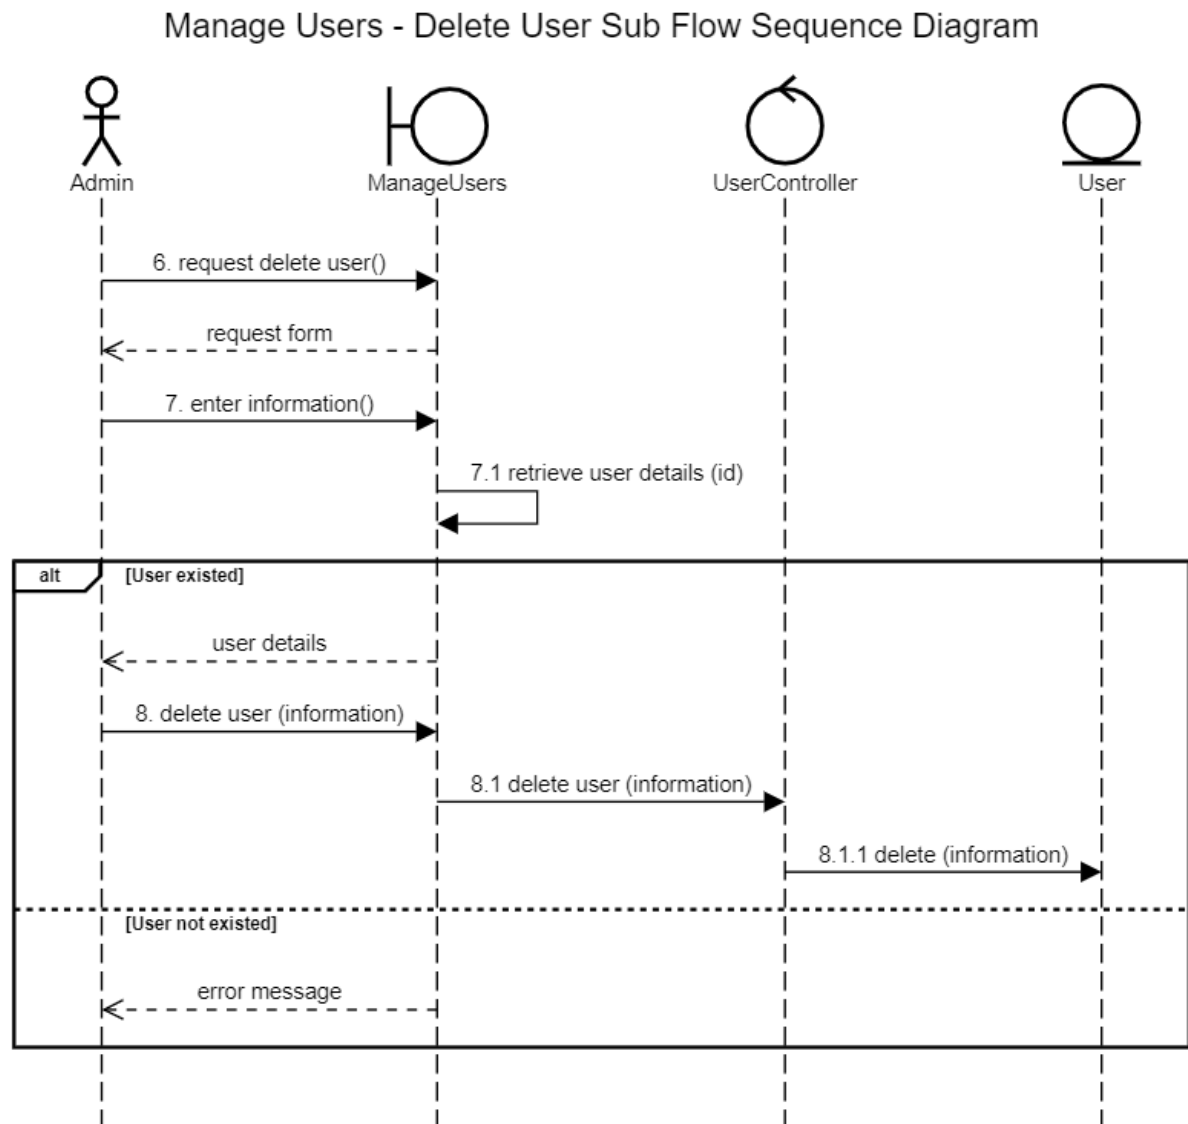 Manage Users - Delete User Sub Flow Sequence Diagram
Admin
ManageUsers
UserController
User
6. request delete user()
request form
7. enter information()
7.1 retrieve user details (id)
alt
[User existed]
user details
8. delete user (information)
8.1 delete user (information)
8.1.1 delete (information)
[User not existed]
error message